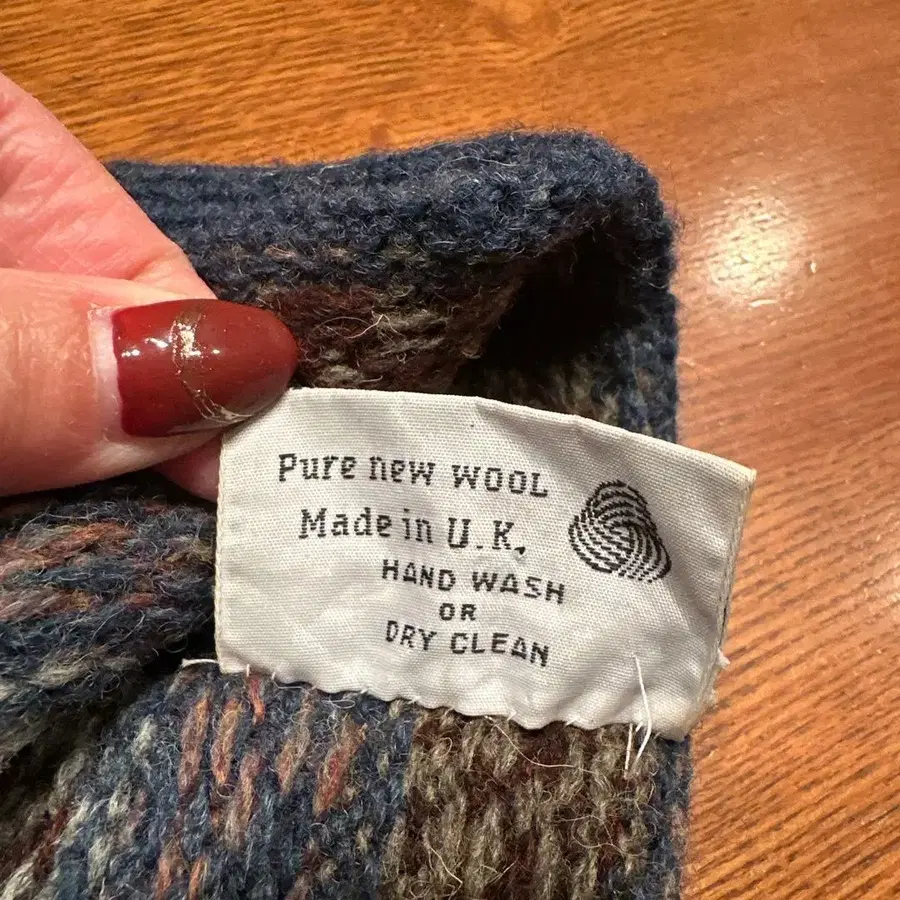 Pure new WOOL
Made in U.K.
HAND WASH
OR
DRY CLEAN